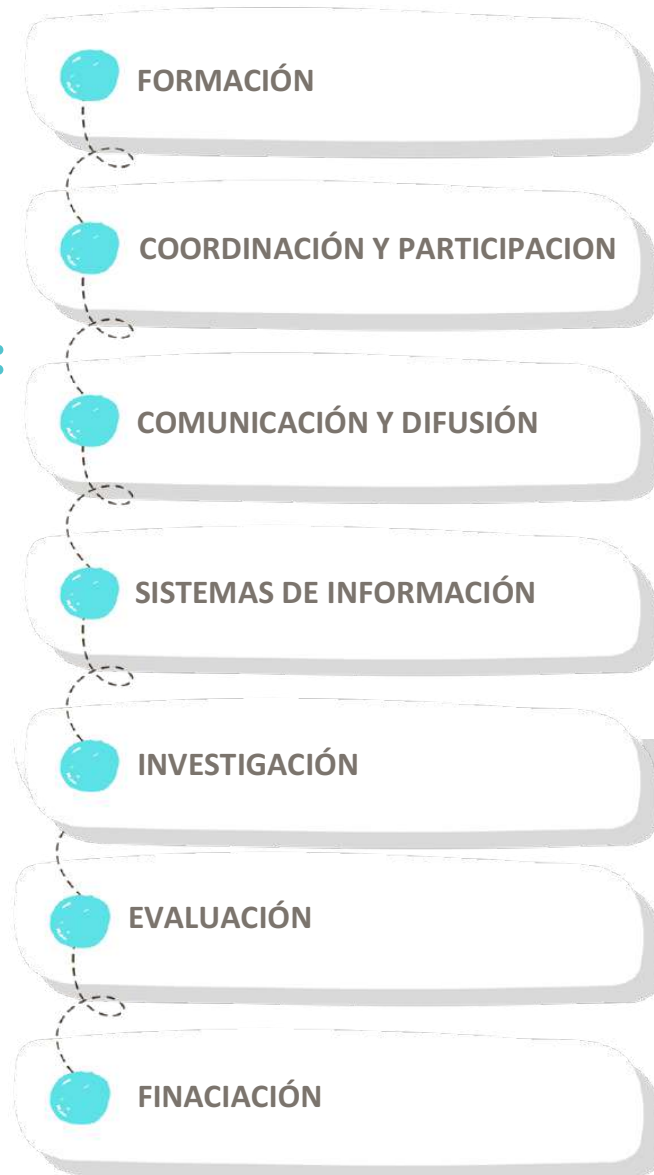 FORMACIÓN
COORDINACIÓN Y PARTICIPACION
COMUNICACIÓN Y DIFUSIÓN
SISTEMAS DE INFORMACIÓN
INVESTIGACIÓN
EVALUACIÓN
FINACIACIÓN